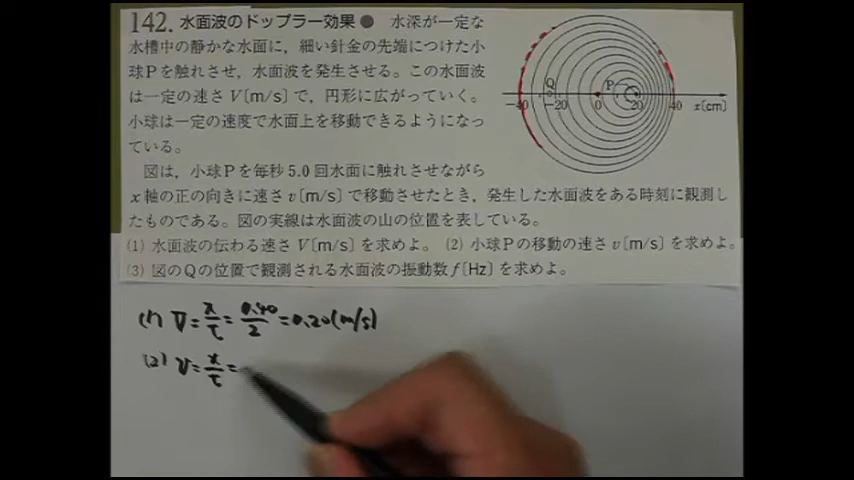 142. 水面波のドップラー効果 ● 水深が一定な
水槽中の静かな水面に，細い針金の先端につけた小
球Pを触れさせ，水面波を発生させる。この水面波
は一定の速さ V〔m/s〕で，円形に広がっていく。
小球は一定の速度で水面上を移動できるようになっ
ている。
図は，小球Pを毎秒5.0回水面に触れさせながら
x軸の正の向きに速さ v〔m/s〕で移動させたとき，発生した水面波をある時刻に観測し
たものである。図の実線は水面波の山の位置を表している。
(1) 水面波の伝わる速さ V〔m/s〕を求めよ。 (2) 小球Pの移動の速さ v〔m/s〕を求めよ。
(3) 図のQの位置で観測される水面波の振動数 f〔Hz〕を求めよ。
Q P
-40 -20 0 20 40 x〔cm〕
(1) V = x/t = 0.40/2 = 0.20(m/s)
(2) v = x/t =